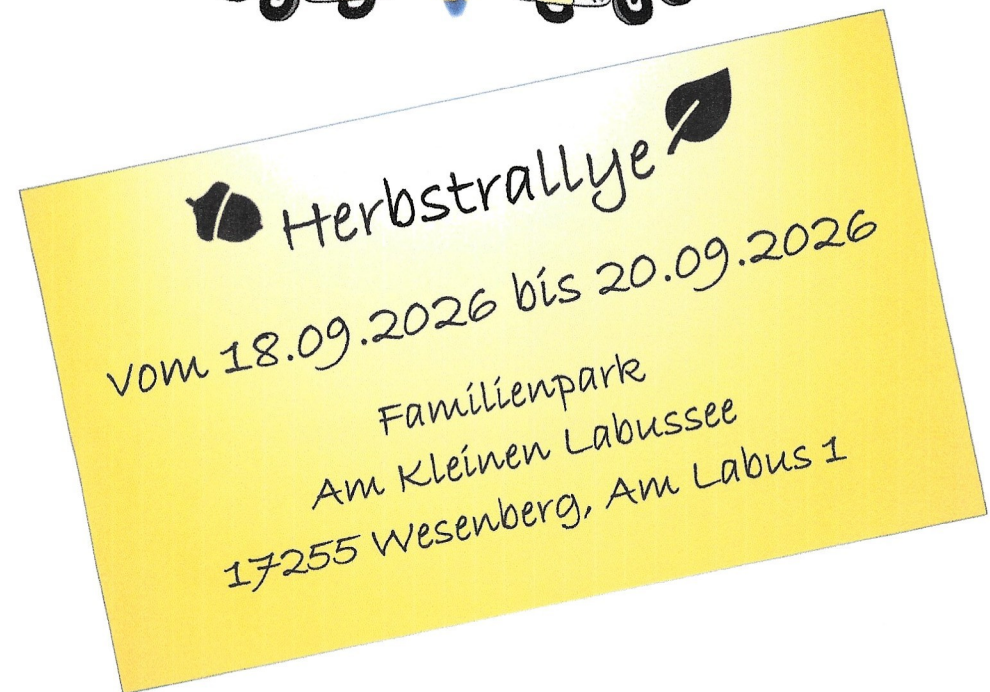 Herbstrallye
vom 18.09.2026 bis 20.09.2026
Familienpark
Am Kleinen Labussee
17255 Wesenberg, Am Labus 1